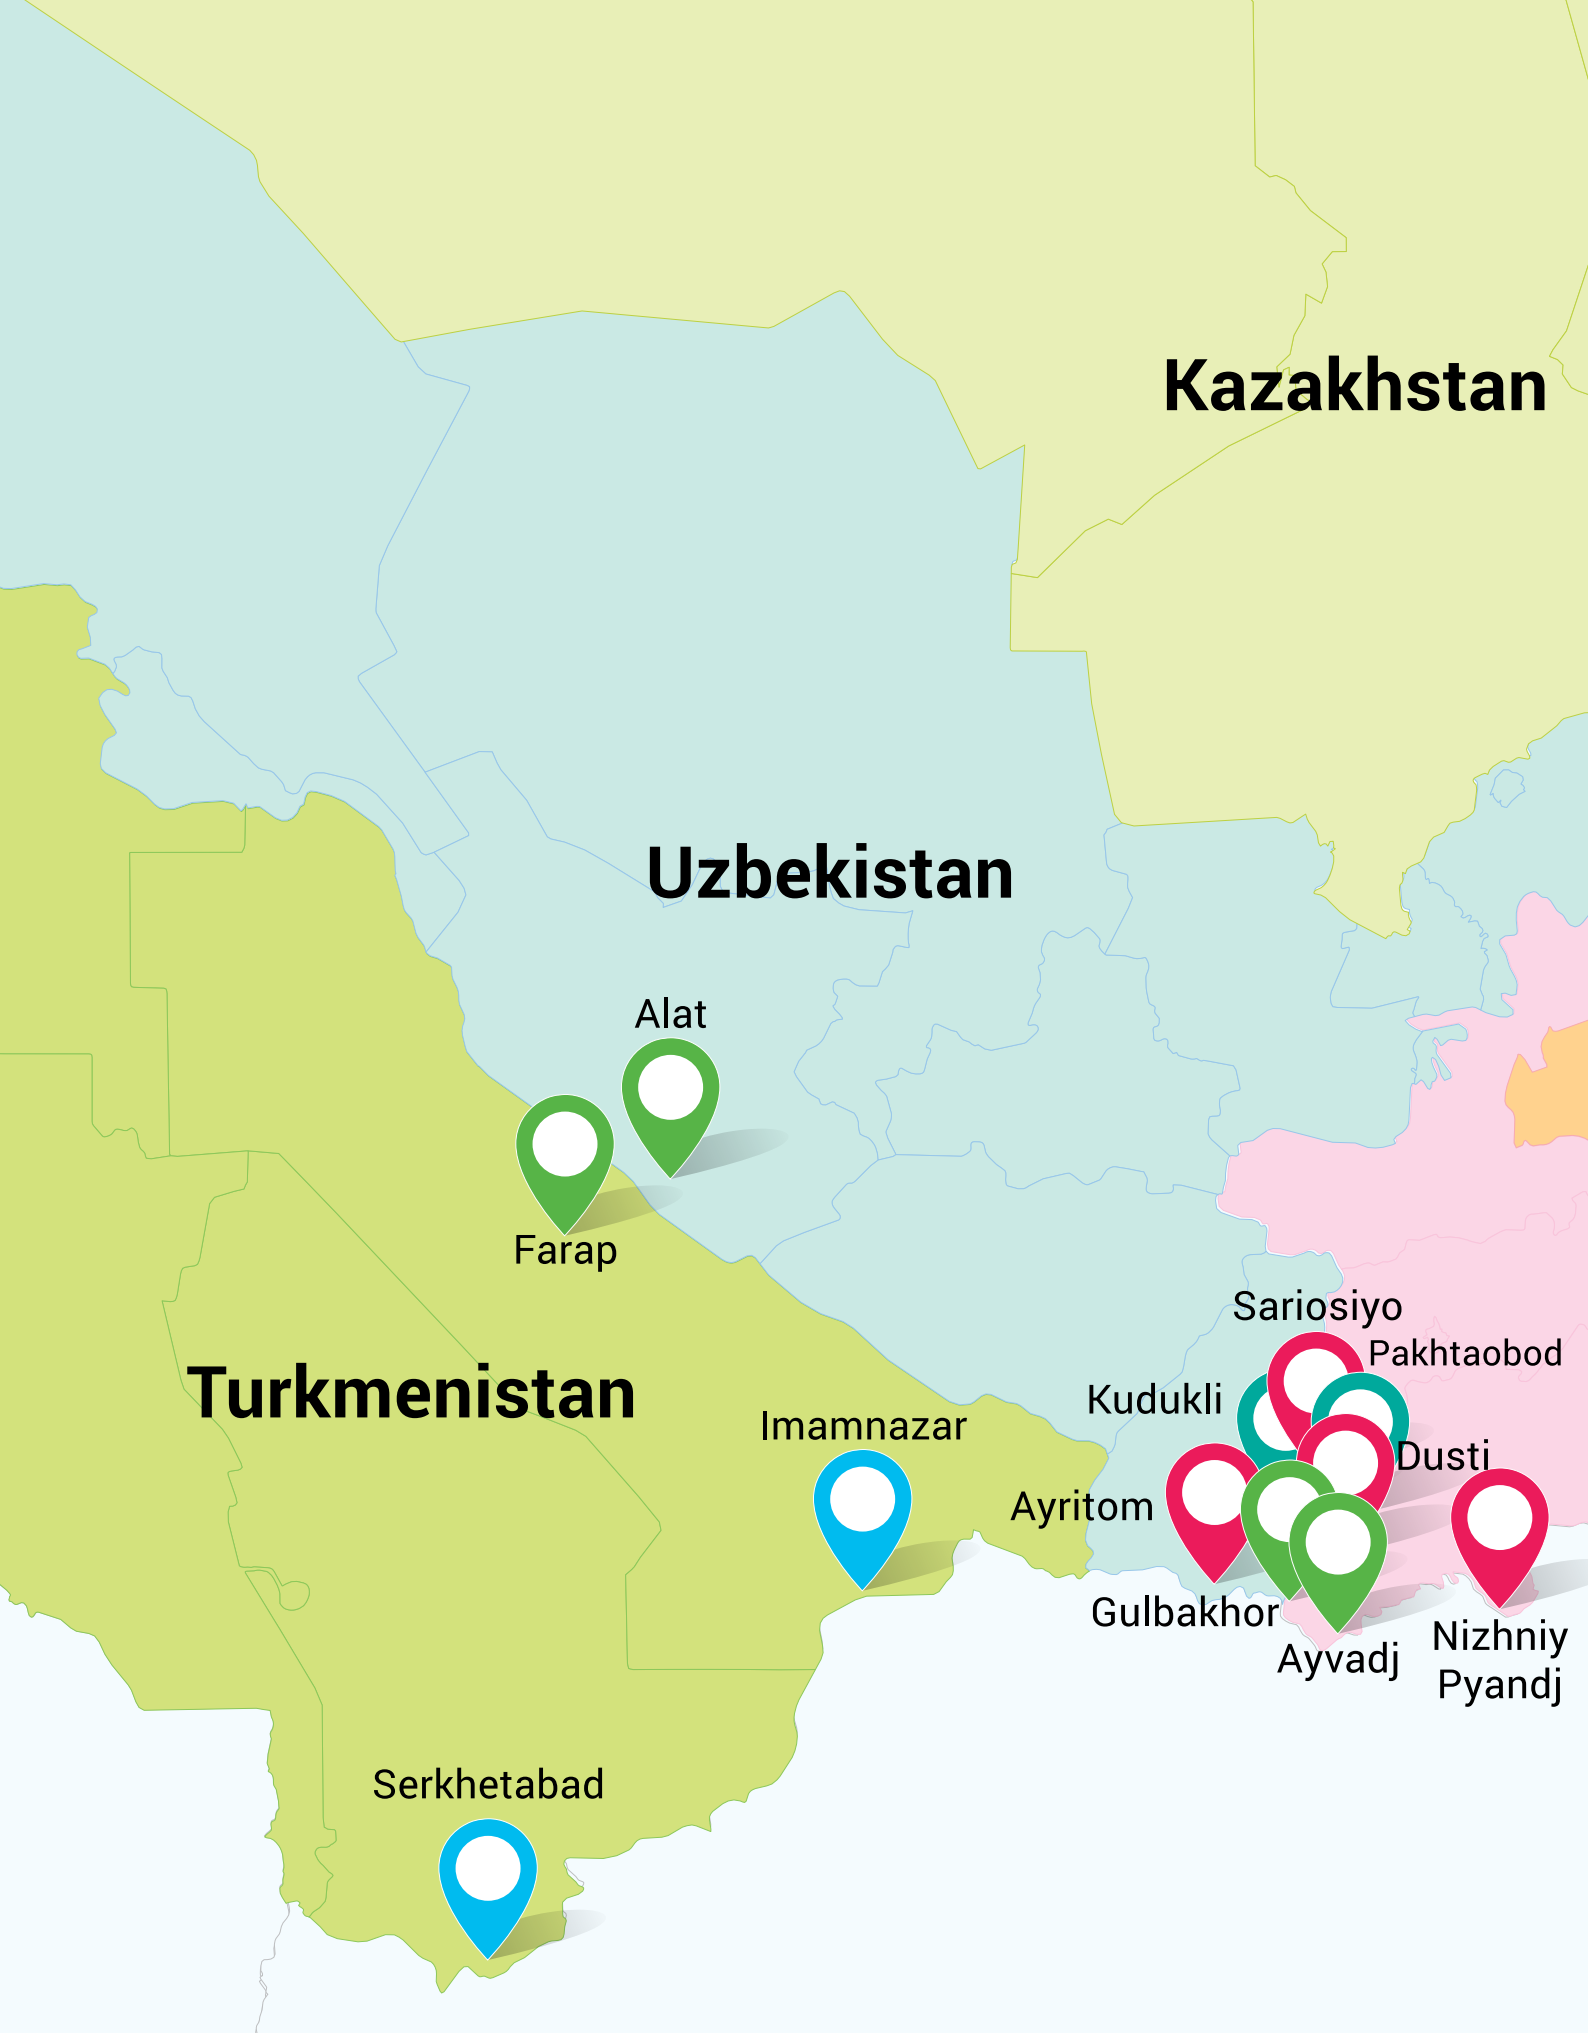 Kazakhstan
Uzbekistan
Alat
Farap
Sariosiyo
Pakhtaobod
Turkmenistan
Kudukli
Imamnazar
Dusti
Ayritom
Gulbakhor
Nizhniy
Pyandj
Ayvadj
Serkhetabad